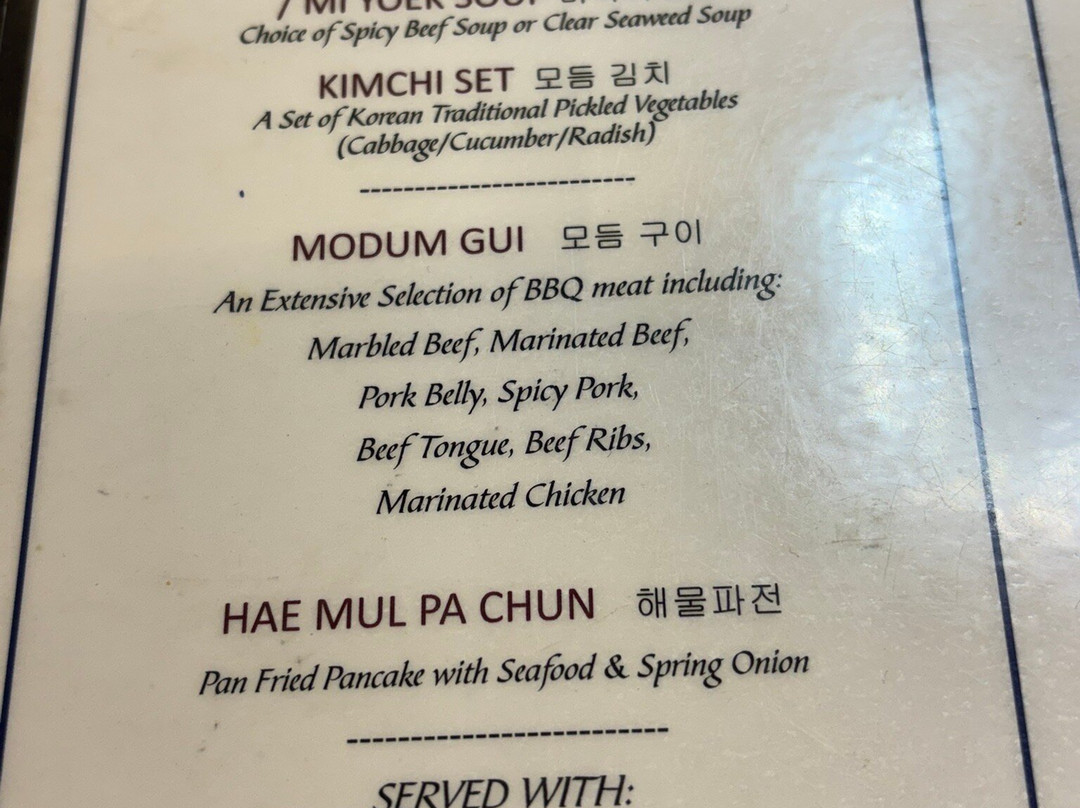 / MI YUEK SOUP
Choice of Spicy Beef Soup or Clear Seaweed Soup
KIMCHI SET 모듬 김치
A Set of Korean Traditional Pickled Vegetables
(Cabbage/Cucumber/Radish)
-------------------------
MODUM GUI 모듬 구이
An Extensive Selection of BBQ meat including:
Marbled Beef, Marinated Beef,
Pork Belly, Spicy Pork,
Beef Tongue, Beef Ribs,
Marinated Chicken
HAE MUL PA CHUN 해물파전
Pan Fried Pancake with Seafood & Spring Onion
-------------------------
SERVED WITH: